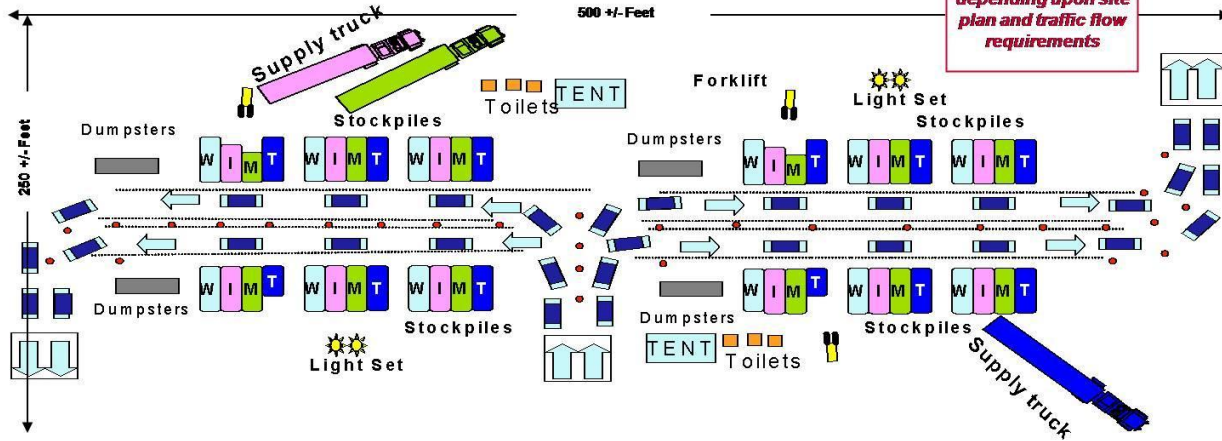 500 +/- Feet
depending upon site
plan and traffic flow
requirements
Supply truck
Forklift
Light Set
Toilets
TENT
Dumpsters
Stockpiles
Stockpiles
Dumpsters
W I M T
W I M T
W I M T
W I M T
W I M T
W I M T
250 +/- Feet
W I M T
W I M T
W I M T
W I M T
W I M T
W I M T
Dumpsters
Stockpiles
Dumpsters
Stockpiles
TENT
Toilets
Light Set
Supply truck